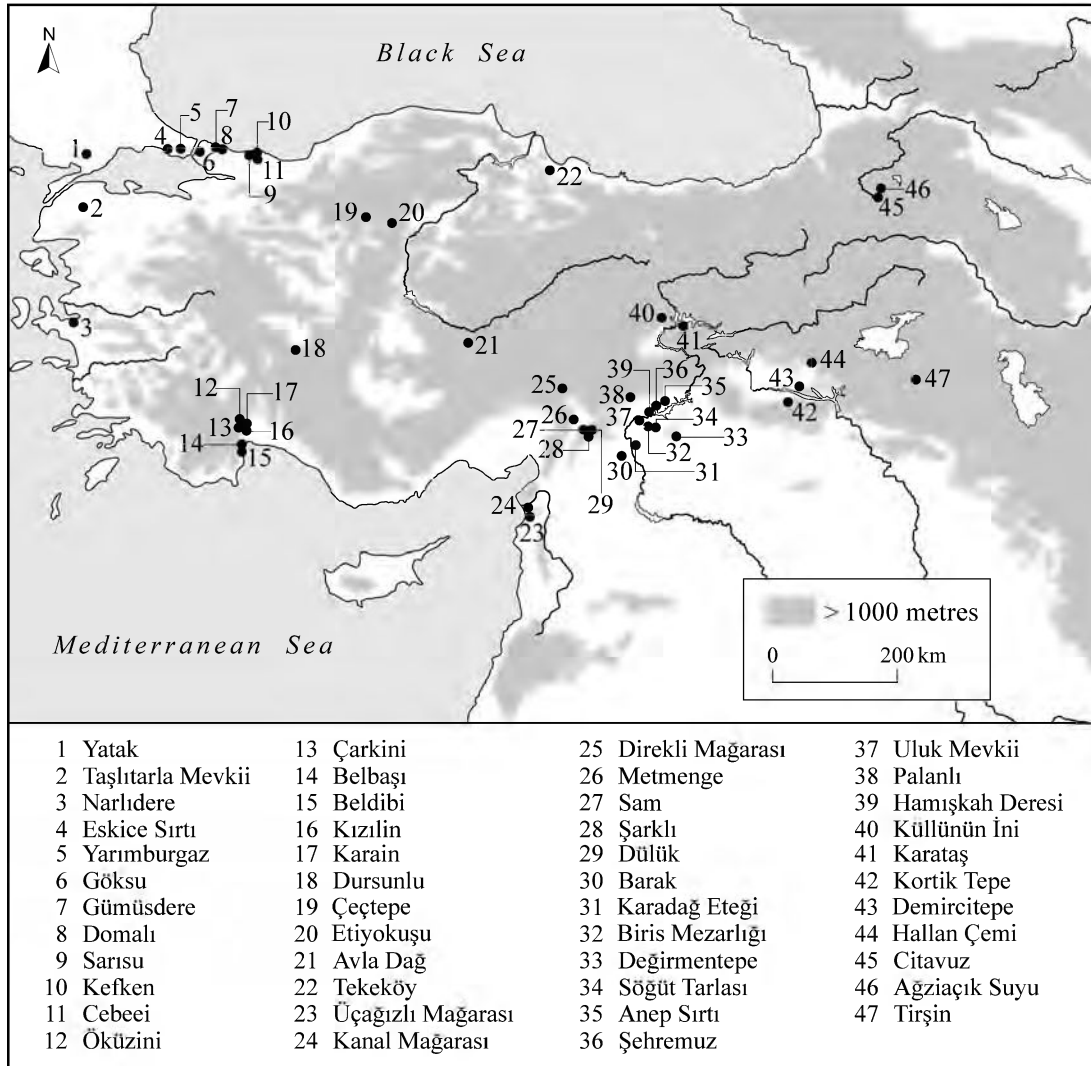 N
Black Sea
7
5
10
4
8
1
6
11
9
22
46
45
2
19
20
3
40
41
21
18
44
36
39
43
47
12
17
25
38
35
42
26
37
34
13
16
27
33
14
28
32
15
30
31
29
24
23
> 1000 metres
0 200 km
Mediterranean Sea
1 Yatak
2 Taşlıtarla Mevkii
3 Narlıdere
4 Eskice Sırtı
5 Yarımburgaz
6 Göksu
7 Gümüsdere
8 Domalı
9 Sarısu
10 Kefken
11 Cebeei
12 Öküzini
13 Çarkini
14 Belbaşı
15 Beldibi
16 Kızılin
17 Karain
18 Dursunlu
19 Çeçtepe
20 Etiyokuşu
21 Avla Dağ
22 Tekeköy
23 Üçağızlı Mağarası
24 Kanal Mağarası
25 Direkli Mağarası
26 Metmenge
27 Sam
28 Şarklı
29 Dülük
30 Barak
31 Karadağ Eteği
32 Biris Mezarlığı
33 Değirmentepe
34 Söğüt Tarlası
35 Anep Sırtı
36 Şehremuz
37 Uluk Mevkii
38 Palanlı
39 Hamışkah Deresi
40 Küllünün İni
41 Karataş
42 Kortik Tepe
43 Demircitepe
44 Hallan Çemi
45 Citavuz
46 Ağziaçık Suyu
47 Tirşin